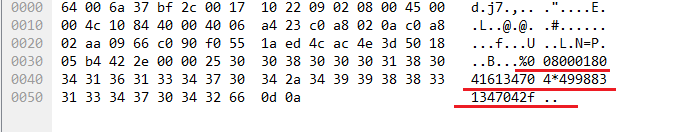 0000 64 00 6a 37 bf 2c 00 17 10 22 09 02 08 00 45 00 d.j7.,.. ."....E.
0010 00 4c 10 84 40 00 40 06 a4 23 c0 a8 02 0a c0 a8 .L..@.@. .#......
0020 02 aa 09 66 c0 90 f0 55 1a ed 4c ac 4e 3d 50 18 ...f...U ..L.N=P.
0030 05 b4 42 2e 00 00 25 30 30 38 30 30 30 31 38 30 ..B...%0 08000180
0040 34 31 36 31 33 34 37 30 34 2a 34 39 39 38 38 33 41613470 4*499883
0050 31 33 34 37 30 34 32 66 0d 0a 1347042f ..